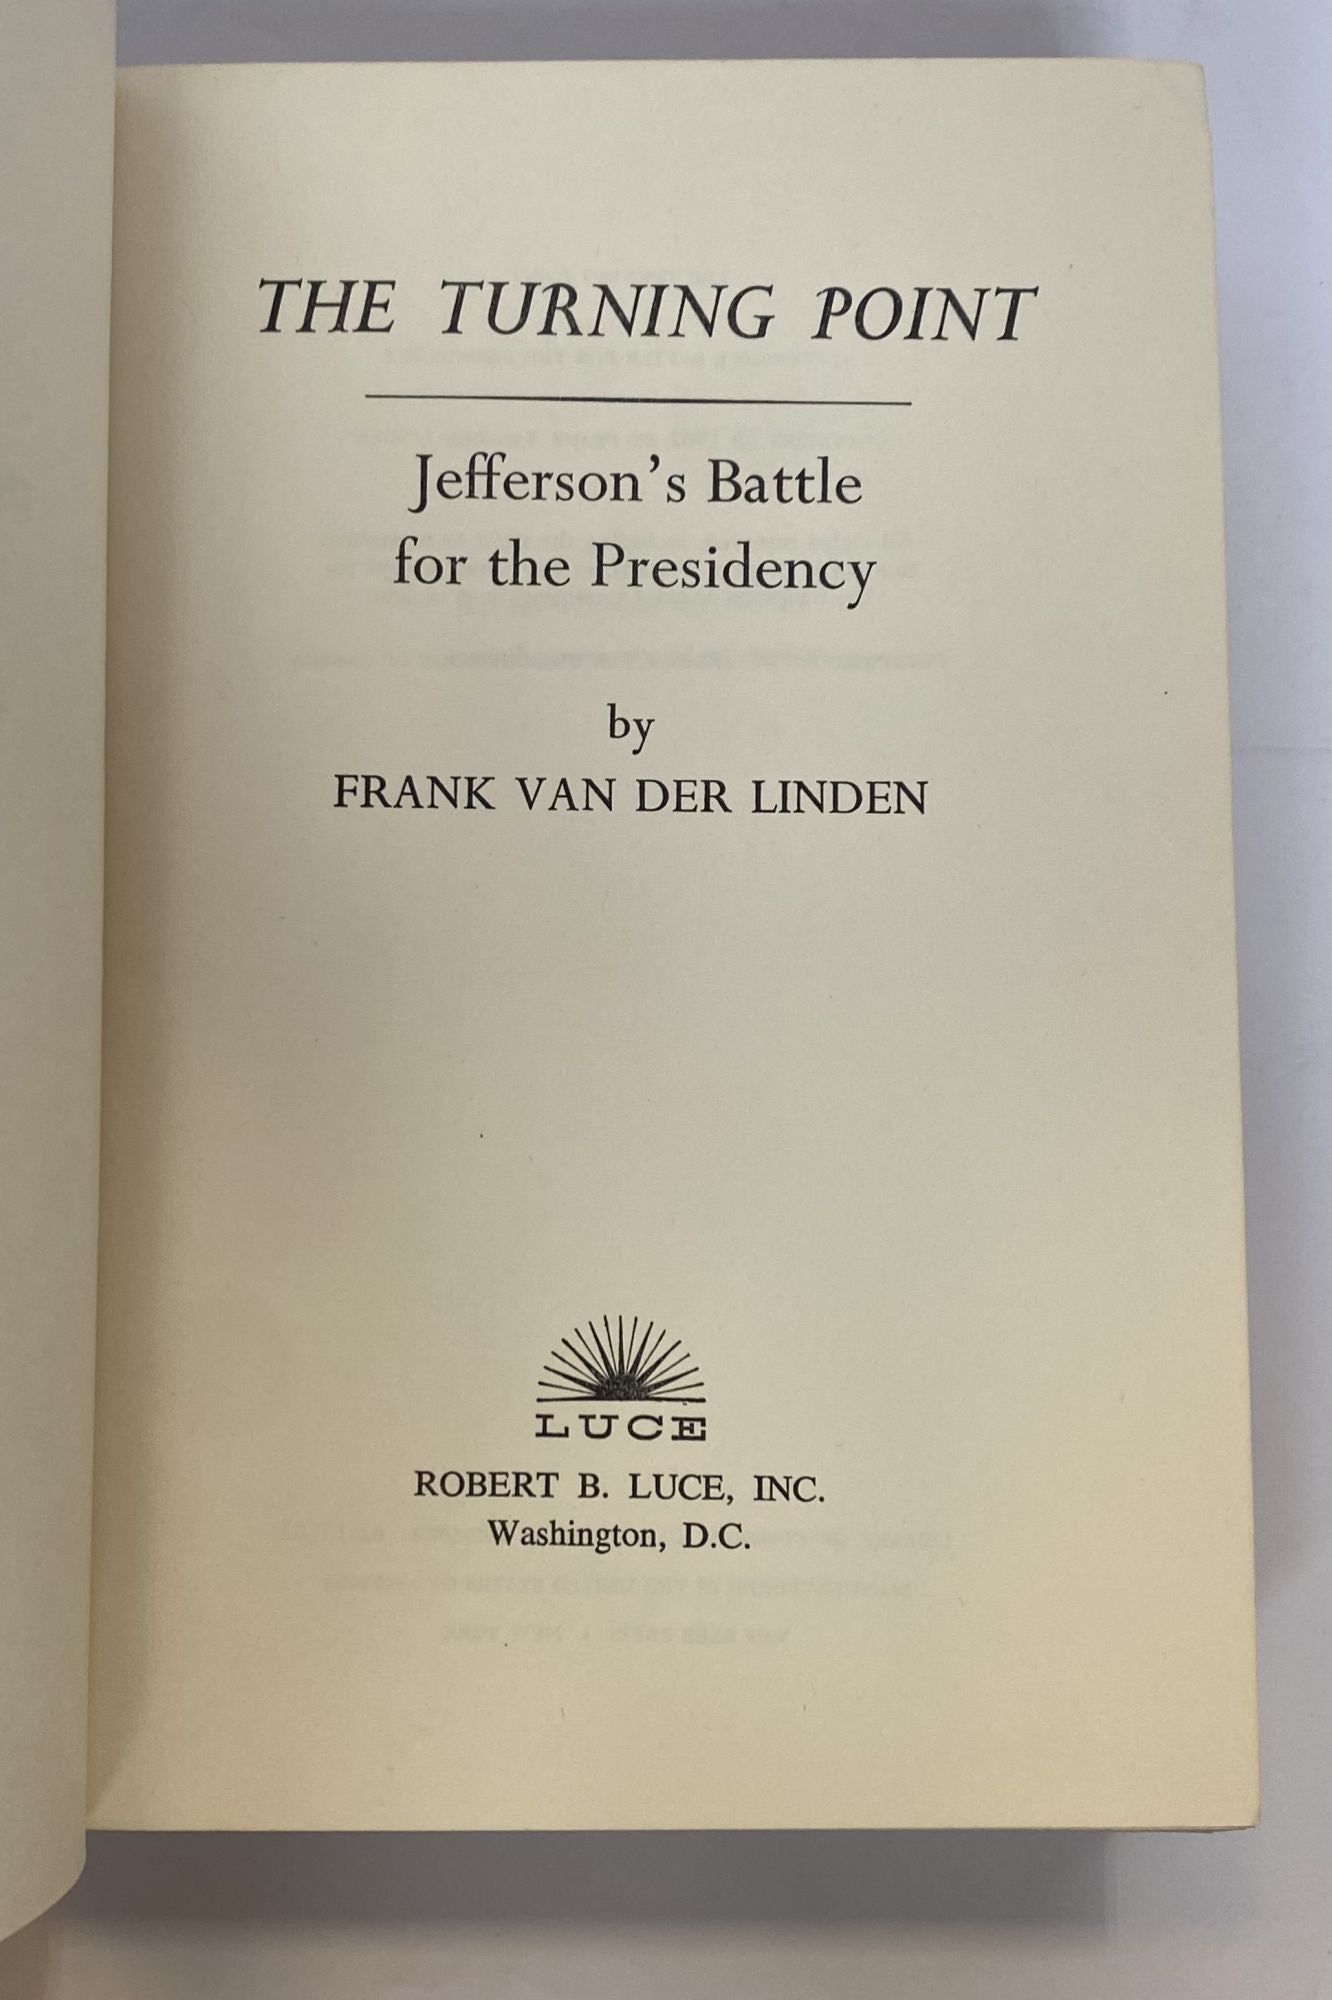 THE TURNING POINT
Jefferson's Battle
for the Presidency
by
FRANK VAN DER LINDEN
LUCE
ROBERT B. LUCE, INC.
Washington, D.C.